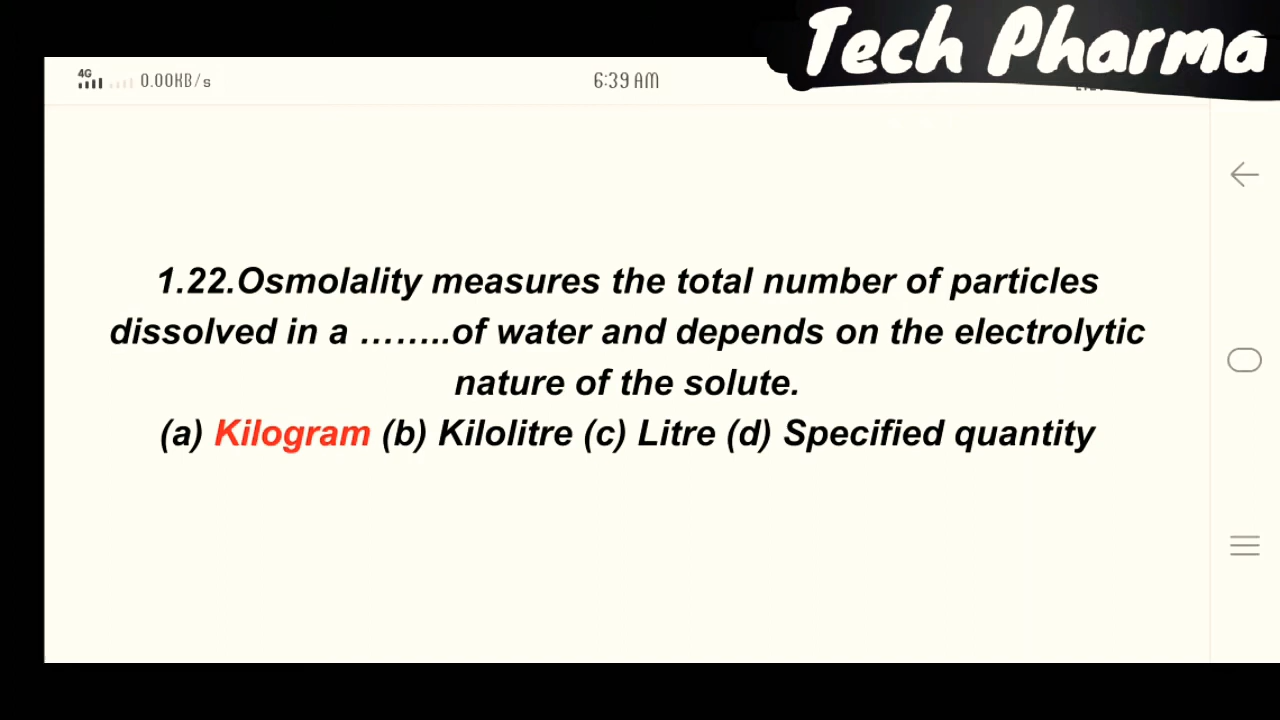 Tech Pharma
4G 0.00KB/s 6:39 AM
1.22.Osmolality measures the total number of particles
dissolved in a ........of water and depends on the electrolytic
nature of the solute.
(a) Kilogram (b) Kilolitre (c) Litre (d) Specified quantity